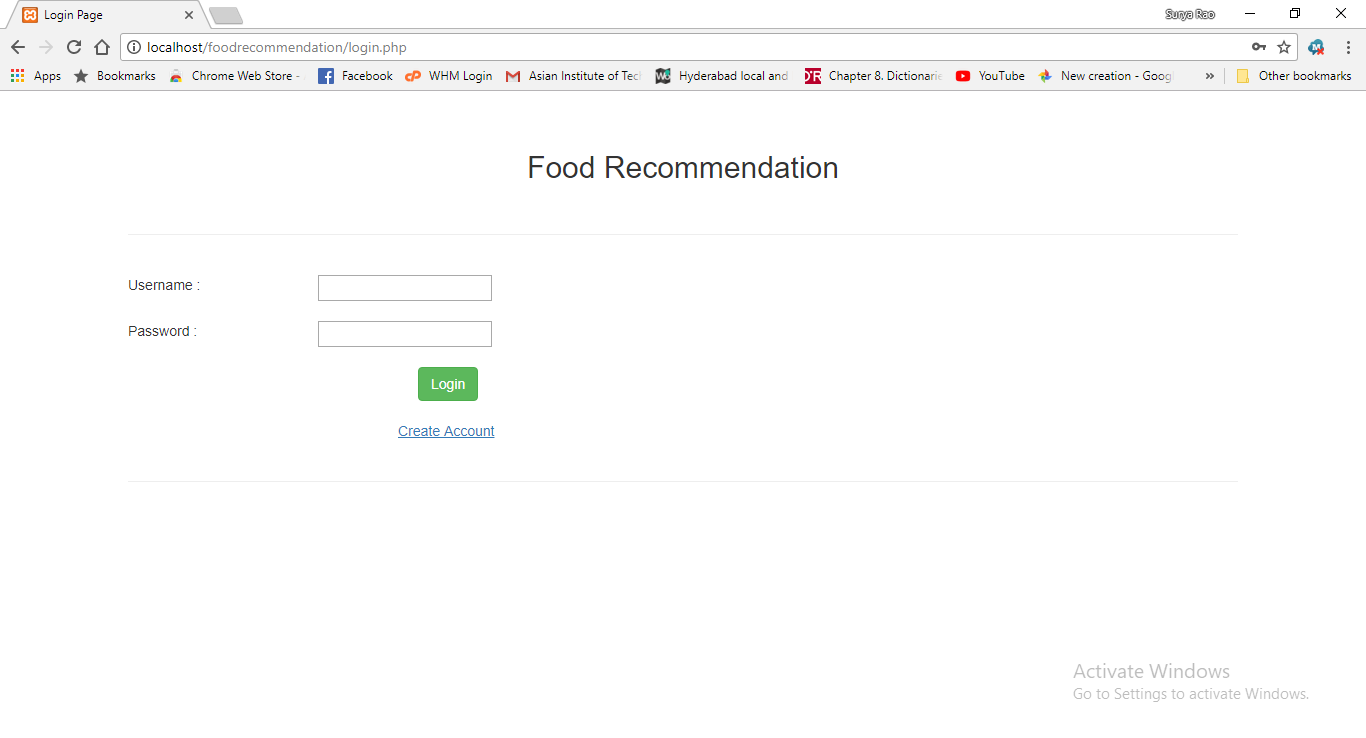 Login Page
Surya Rao
localhost/foodrecommendation/login.php
Apps Bookmarks Chrome Web Store - Facebook WHM Login Asian Institute of Tec Hyderabad local and Chapter 8. Dictionarie YouTube New creation - Goog » Other bookmarks
Food Recommendation
Username :
Password :
Login
Create Account
Activate Windows
Go to Settings to activate Windows.